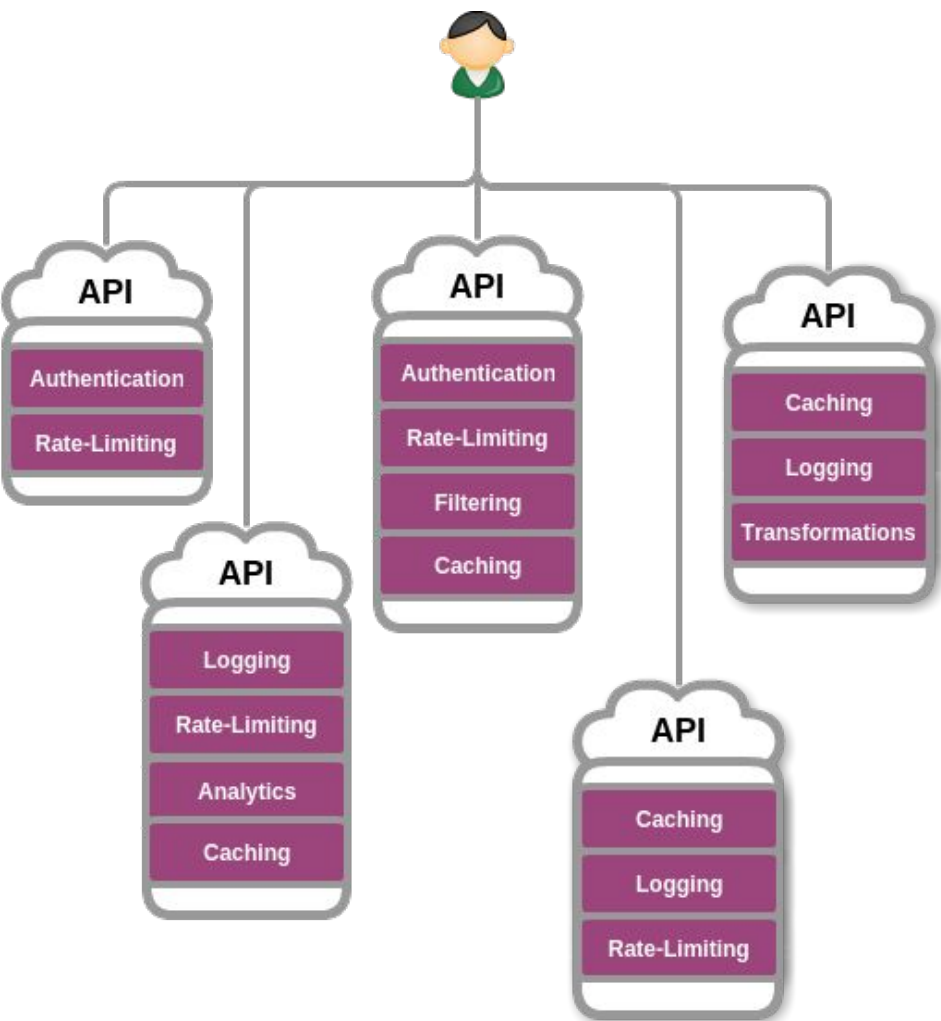 API
Authentication
Rate-Limiting
API
Logging
Rate-Limiting
Analytics
Caching
API
Authentication
Rate-Limiting
Filtering
Caching
API
Caching
Logging
Rate-Limiting
API
Caching
Logging
Transformations